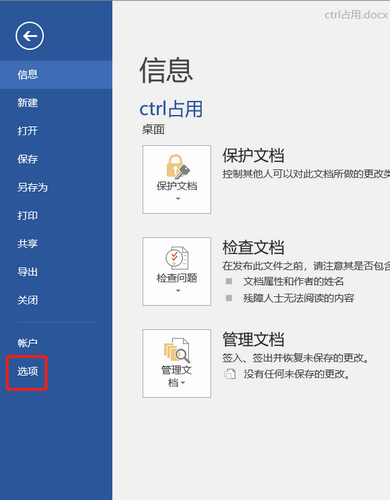 ctrl占用.docx
信息
新建
打开
保存
另存为
打印
共享
导出
关闭
帐户
选项
信息
ctrl占用
桌面
保护文档
保护文档
控制其他人可以对此文档所做的更改类
检查问题
检查文档
在发布此文件之前，请注意其是否包含
文档属性和作者的姓名
残障人士无法阅读的内容
管理文
档
管理文档
签入、签出并恢复未保存的更改。
没有任何未保存的更改。